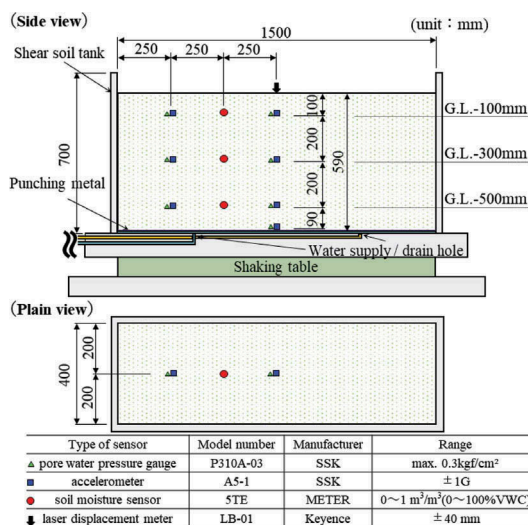 (Side view)
(unit：mm)
1500
250
250
250
Shear soil tank
100
G.L.-100mm
200
700
590
G.L.-300mm
200
Punching metal
G.L.-500mm
90
Water supply / drain hole
Shaking table
(Plain view)
400
200
200
Type of sensor Model number Manufacturer Range
pore water pressure gauge P310A-03 SSK max. 0.3kgf/cm²
accelerometer A5-1 SSK ±1G
soil moisture sensor 5TE METER 0～1 m³/m³(0～100%VWC)
laser displacement meter LB-01 Keyence ±40 mm